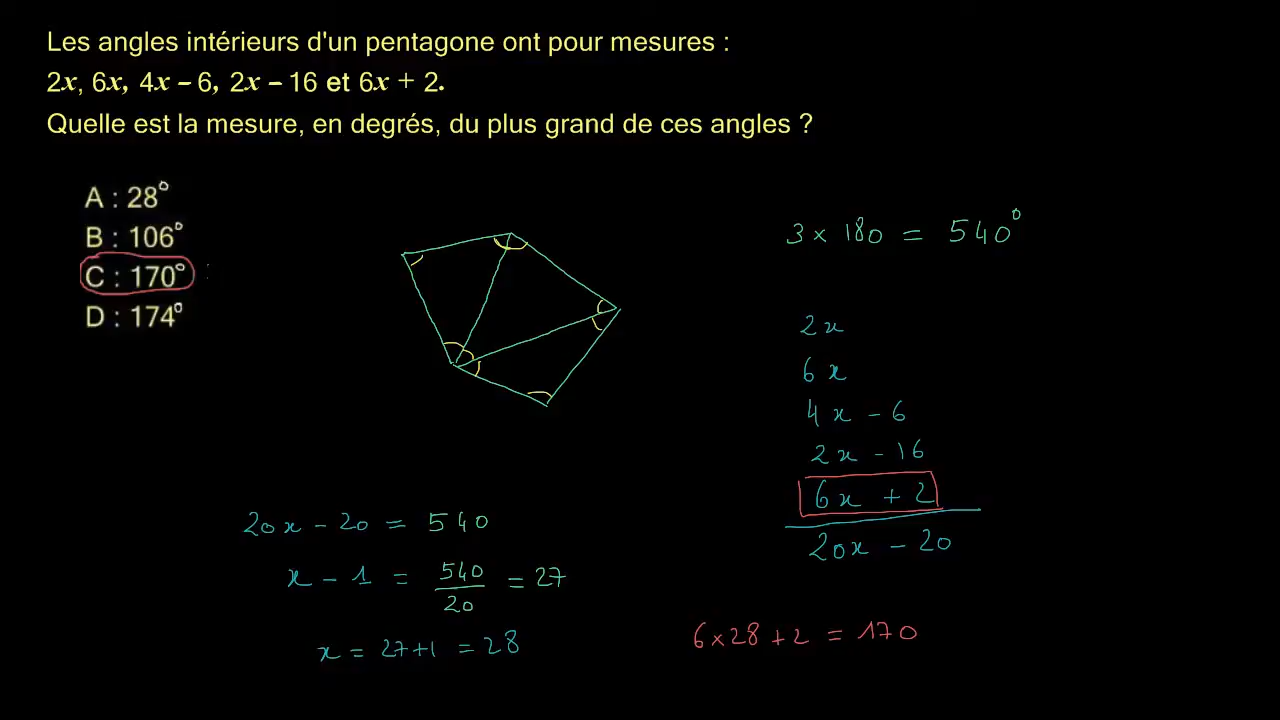 Les angles intérieurs d'un pentagone ont pour mesures :
2x, 6x, 4x – 6, 2x – 16 et 6x + 2.
Quelle est la mesure, en degrés, du plus grand de ces angles ?
A : 28°
B : 106°
C : 170°
D : 174°
3 × 180 = 540°
2x
6x
4x - 6
2x - 16
6x + 2
20x - 20
20x - 20 = 540
x - 1 = 540/20 = 27
x = 27+1 = 28
6×28+2 = 170